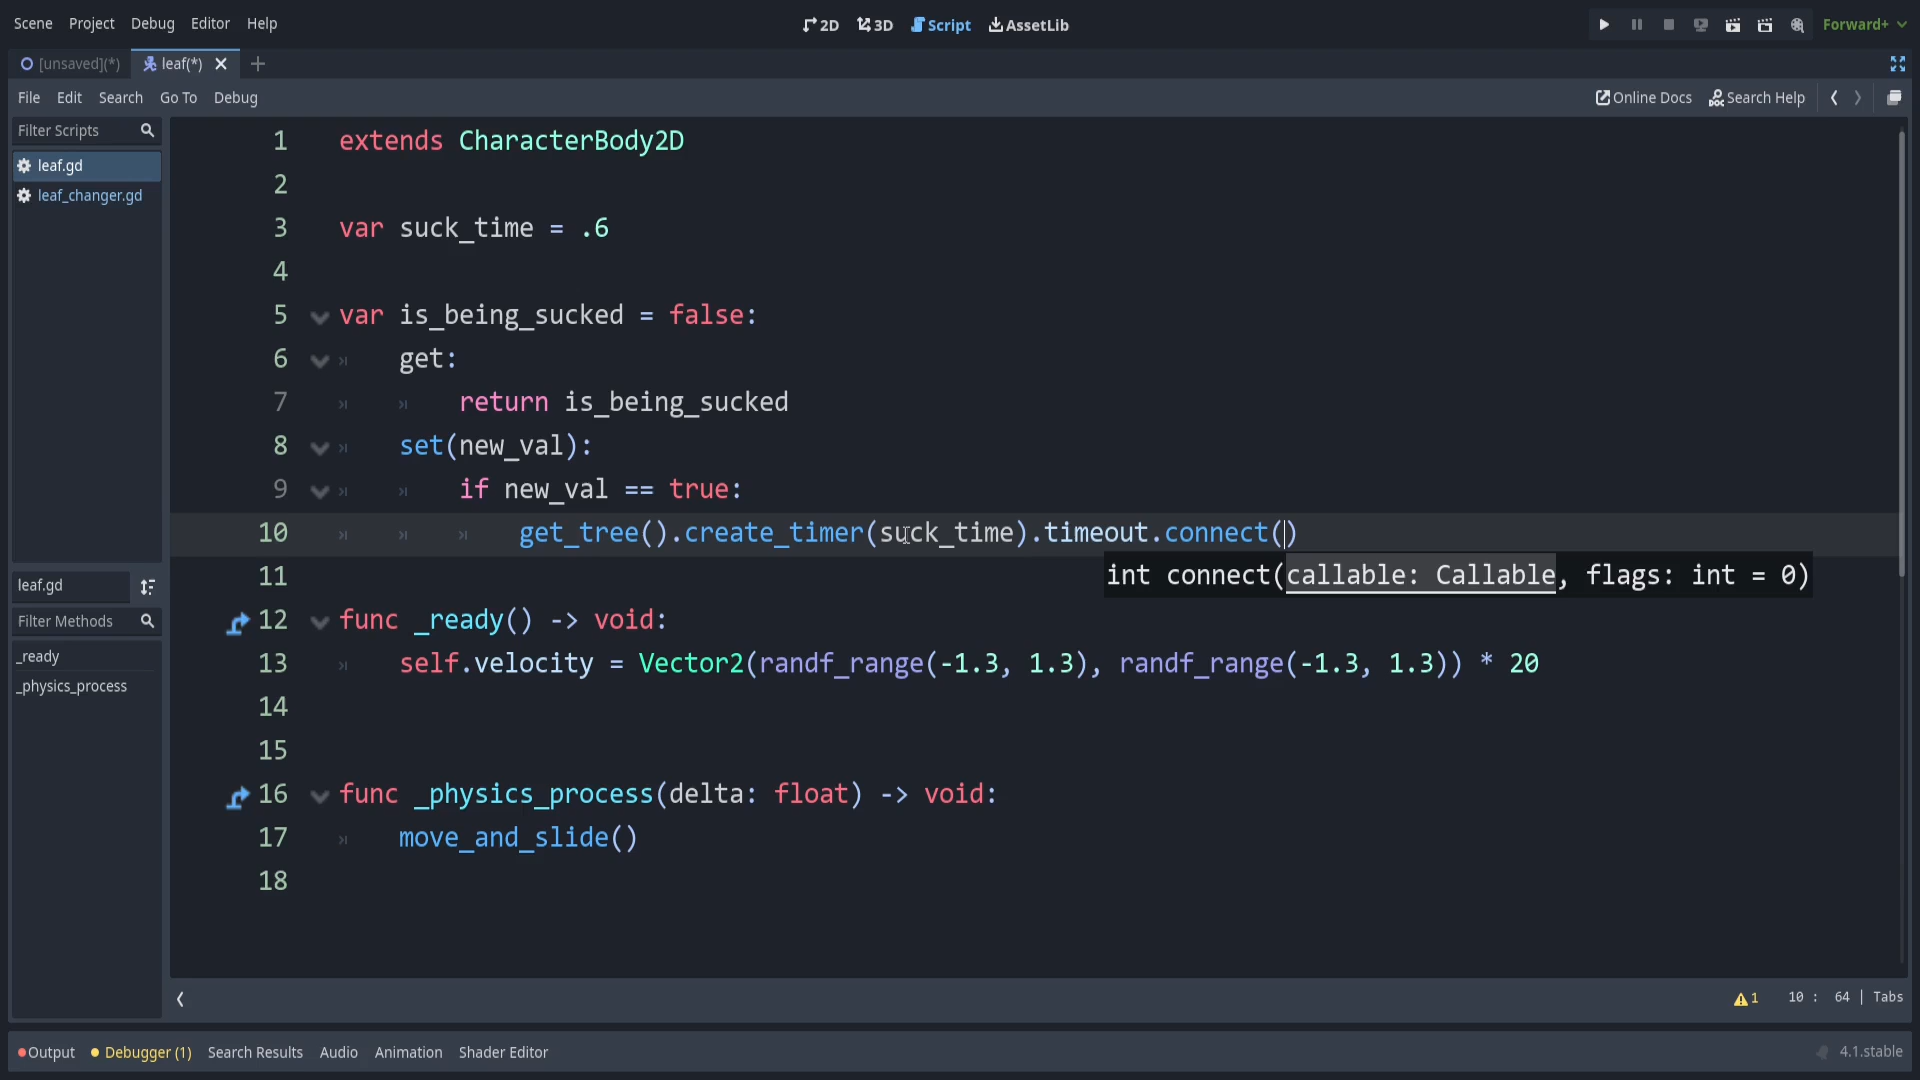 Scene Project Debug Editor Help
2D 3D Script AssetLib
Forward+
[unsaved](*) leaf(*)
File Edit Search Go To Debug
Online Docs Search Help
Filter Scripts
leaf.gd
leaf_changer.gd
leaf.gd
Filter Methods
_ready
_physics_process
1 extends CharacterBody2D
2
3 var suck_time = .6
4
5 var is_being_sucked = false:
6 get:
7 return is_being_sucked
8 set(new_val):
9 if new_val == true:
10 get_tree().create_timer(suck_time).timeout.connect()
int connect(callable: Callable, flags: int = 0)
11
12 func _ready() -> void:
13 self.velocity = Vector2(randf_range(-1.3, 1.3), randf_range(-1.3, 1.3)) * 20
14
15
16 func _physics_process(delta: float) -> void:
17 move_and_slide()
18
1 10 : 64 | Tabs
Output Debugger (1) Search Results Audio Animation Shader Editor
4.1.stable